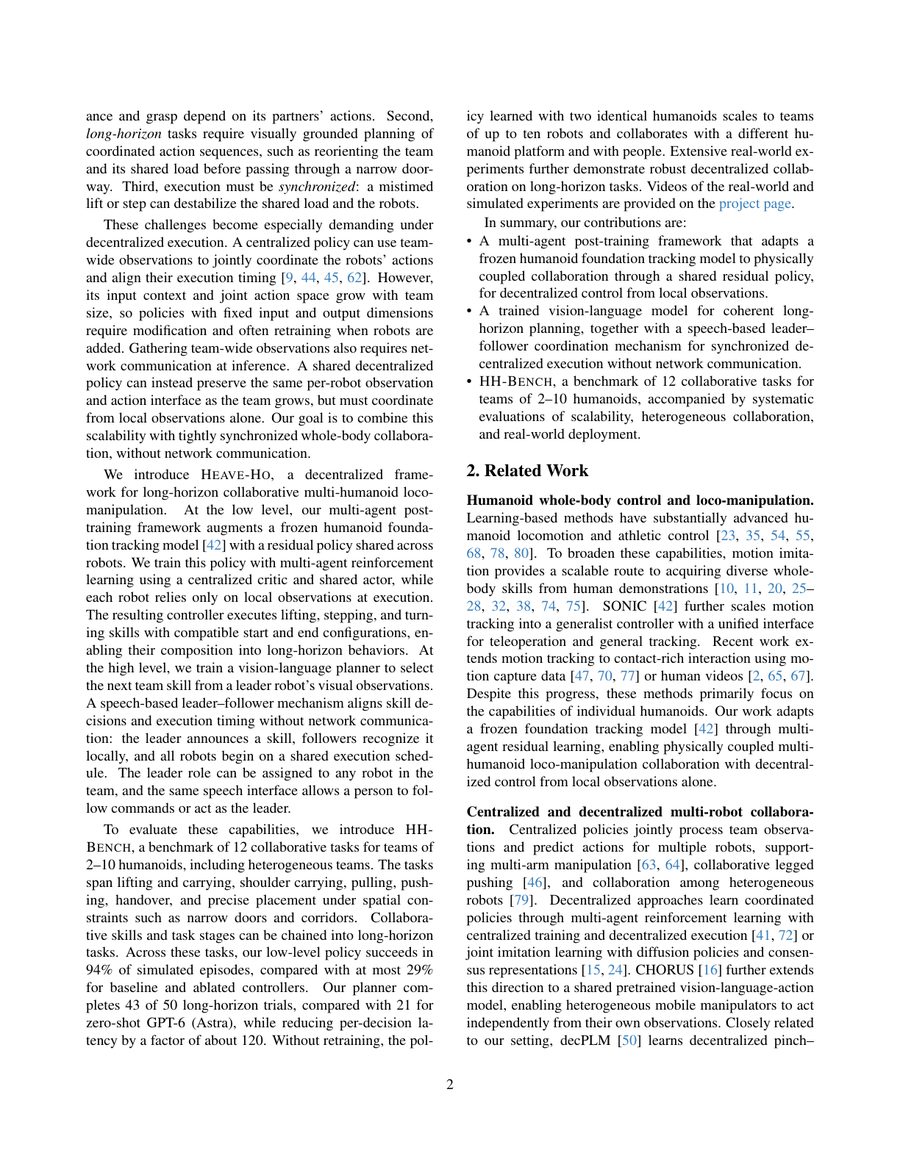 ance and grasp depend on its partners' actions. Second,
long-horizon tasks require visually grounded planning of
coordinated action sequences, such as reorienting the team
and its shared load before passing through a narrow door-
way. Third, execution must be synchronized: a mistimed
lift or step can destabilize the shared load and the robots.
These challenges become especially demanding under
decentralized execution. A centralized policy can use team-
wide observations to jointly coordinate the robots' actions
and align their execution timing [9, 44, 45, 62]. However,
its input context and joint action space grow with team
size, so policies with fixed input and output dimensions
require modification and often retraining when robots are
added. Gathering team-wide observations also requires net-
work communication at inference. A shared decentralized
policy can instead preserve the same per-robot observation
and action interface as the team grows, but must coordinate
from local observations alone. Our goal is to combine this
scalability with tightly synchronized whole-body collabora-
tion, without network communication.
We introduce HEAVE-HO, a decentralized frame-
work for long-horizon collaborative multi-humanoid loco-
manipulation. At the low level, our multi-agent post-
training framework augments a frozen humanoid founda-
tion tracking model [42] with a residual policy shared across
robots. We train this policy with multi-agent reinforcement
learning using a centralized critic and shared actor, while
each robot relies only on local observations at execution.
The resulting controller executes lifting, stepping, and turn-
ing skills with compatible start and end configurations, en-
abling their composition into long-horizon behaviors. At
the high level, we train a vision-language planner to select
the next team skill from a leader robot's visual observations.
A speech-based leader–follower mechanism aligns skill de-
cisions and execution timing without network communica-
tion: the leader announces a skill, followers recognize it
locally, and all robots begin on a shared execution sched-
ule. The leader role can be assigned to any robot in the
team, and the same speech interface allows a person to fol-
low commands or act as the leader.
To evaluate these capabilities, we introduce HH-
BENCH, a benchmark of 12 collaborative tasks for teams of
2–10 humanoids, including heterogeneous teams. The tasks
span lifting and carrying, shoulder carrying, pulling, push-
ing, handover, and precise placement under spatial con-
straints such as narrow doors and corridors. Collabora-
tive skills and task stages can be chained into long-horizon
tasks. Across these tasks, our low-level policy succeeds in
94% of simulated episodes, compared with at most 29%
for baseline and ablated controllers. Our planner com-
pletes 43 of 50 long-horizon trials, compared with 21 for
zero-shot GPT-6 (Astra), while reducing per-decision la-
tency by a factor of about 120. Without retraining, the pol-
icy learned with two identical humanoids scales to teams
of up to ten robots and collaborates with a different hu-
manoid platform and with people. Extensive real-world ex-
periments further demonstrate robust decentralized collab-
oration on long-horizon tasks. Videos of the real-world and
simulated experiments are provided on the project page.
In summary, our contributions are:
• A multi-agent post-training framework that adapts a
frozen humanoid foundation tracking model to physically
coupled collaboration through a shared residual policy,
for decentralized control from local observations.
• A trained vision-language model for coherent long-
horizon planning, together with a speech-based leader–
follower coordination mechanism for synchronized de-
centralized execution without network communication.
• HH-BENCH, a benchmark of 12 collaborative tasks for
teams of 2–10 humanoids, accompanied by systematic
evaluations of scalability, heterogeneous collaboration,
and real-world deployment.
2. Related Work
Humanoid whole-body control and loco-manipulation.
Learning-based methods have substantially advanced hu-
manoid locomotion and athletic control [23, 35, 54, 55,
68, 78, 80]. To broaden these capabilities, motion imita-
tion provides a scalable route to acquiring diverse whole-
body skills from human demonstrations [10, 11, 20, 25–
28, 32, 38, 74, 75]. SONIC [42] further scales motion
tracking into a generalist controller with a unified interface
for teleoperation and general tracking. Recent work ex-
tends motion tracking to contact-rich interaction using mo-
tion capture data [47, 70, 77] or human videos [2, 65, 67].
Despite this progress, these methods primarily focus on
the capabilities of individual humanoids. Our work adapts
a frozen foundation tracking model [42] through multi-
agent residual learning, enabling physically coupled multi-
humanoid loco-manipulation collaboration with decentral-
ized control from local observations alone.
Centralized and decentralized multi-robot collabora-
tion. Centralized policies jointly process team observa-
tions and predict actions for multiple robots, support-
ing multi-arm manipulation [63, 64], collaborative legged
pushing [46], and collaboration among heterogeneous
robots [79]. Decentralized approaches learn coordinated
policies through multi-agent reinforcement learning with
centralized training and decentralized execution [41, 72] or
joint imitation learning with diffusion policies and consen-
sus representations [15, 24]. CHORUS [16] further extends
this direction to a shared pretrained vision-language-action
model, enabling heterogeneous mobile manipulators to act
independently from their own observations. Closely related
to our setting, decPLM [50] learns decentralized pinch–
2